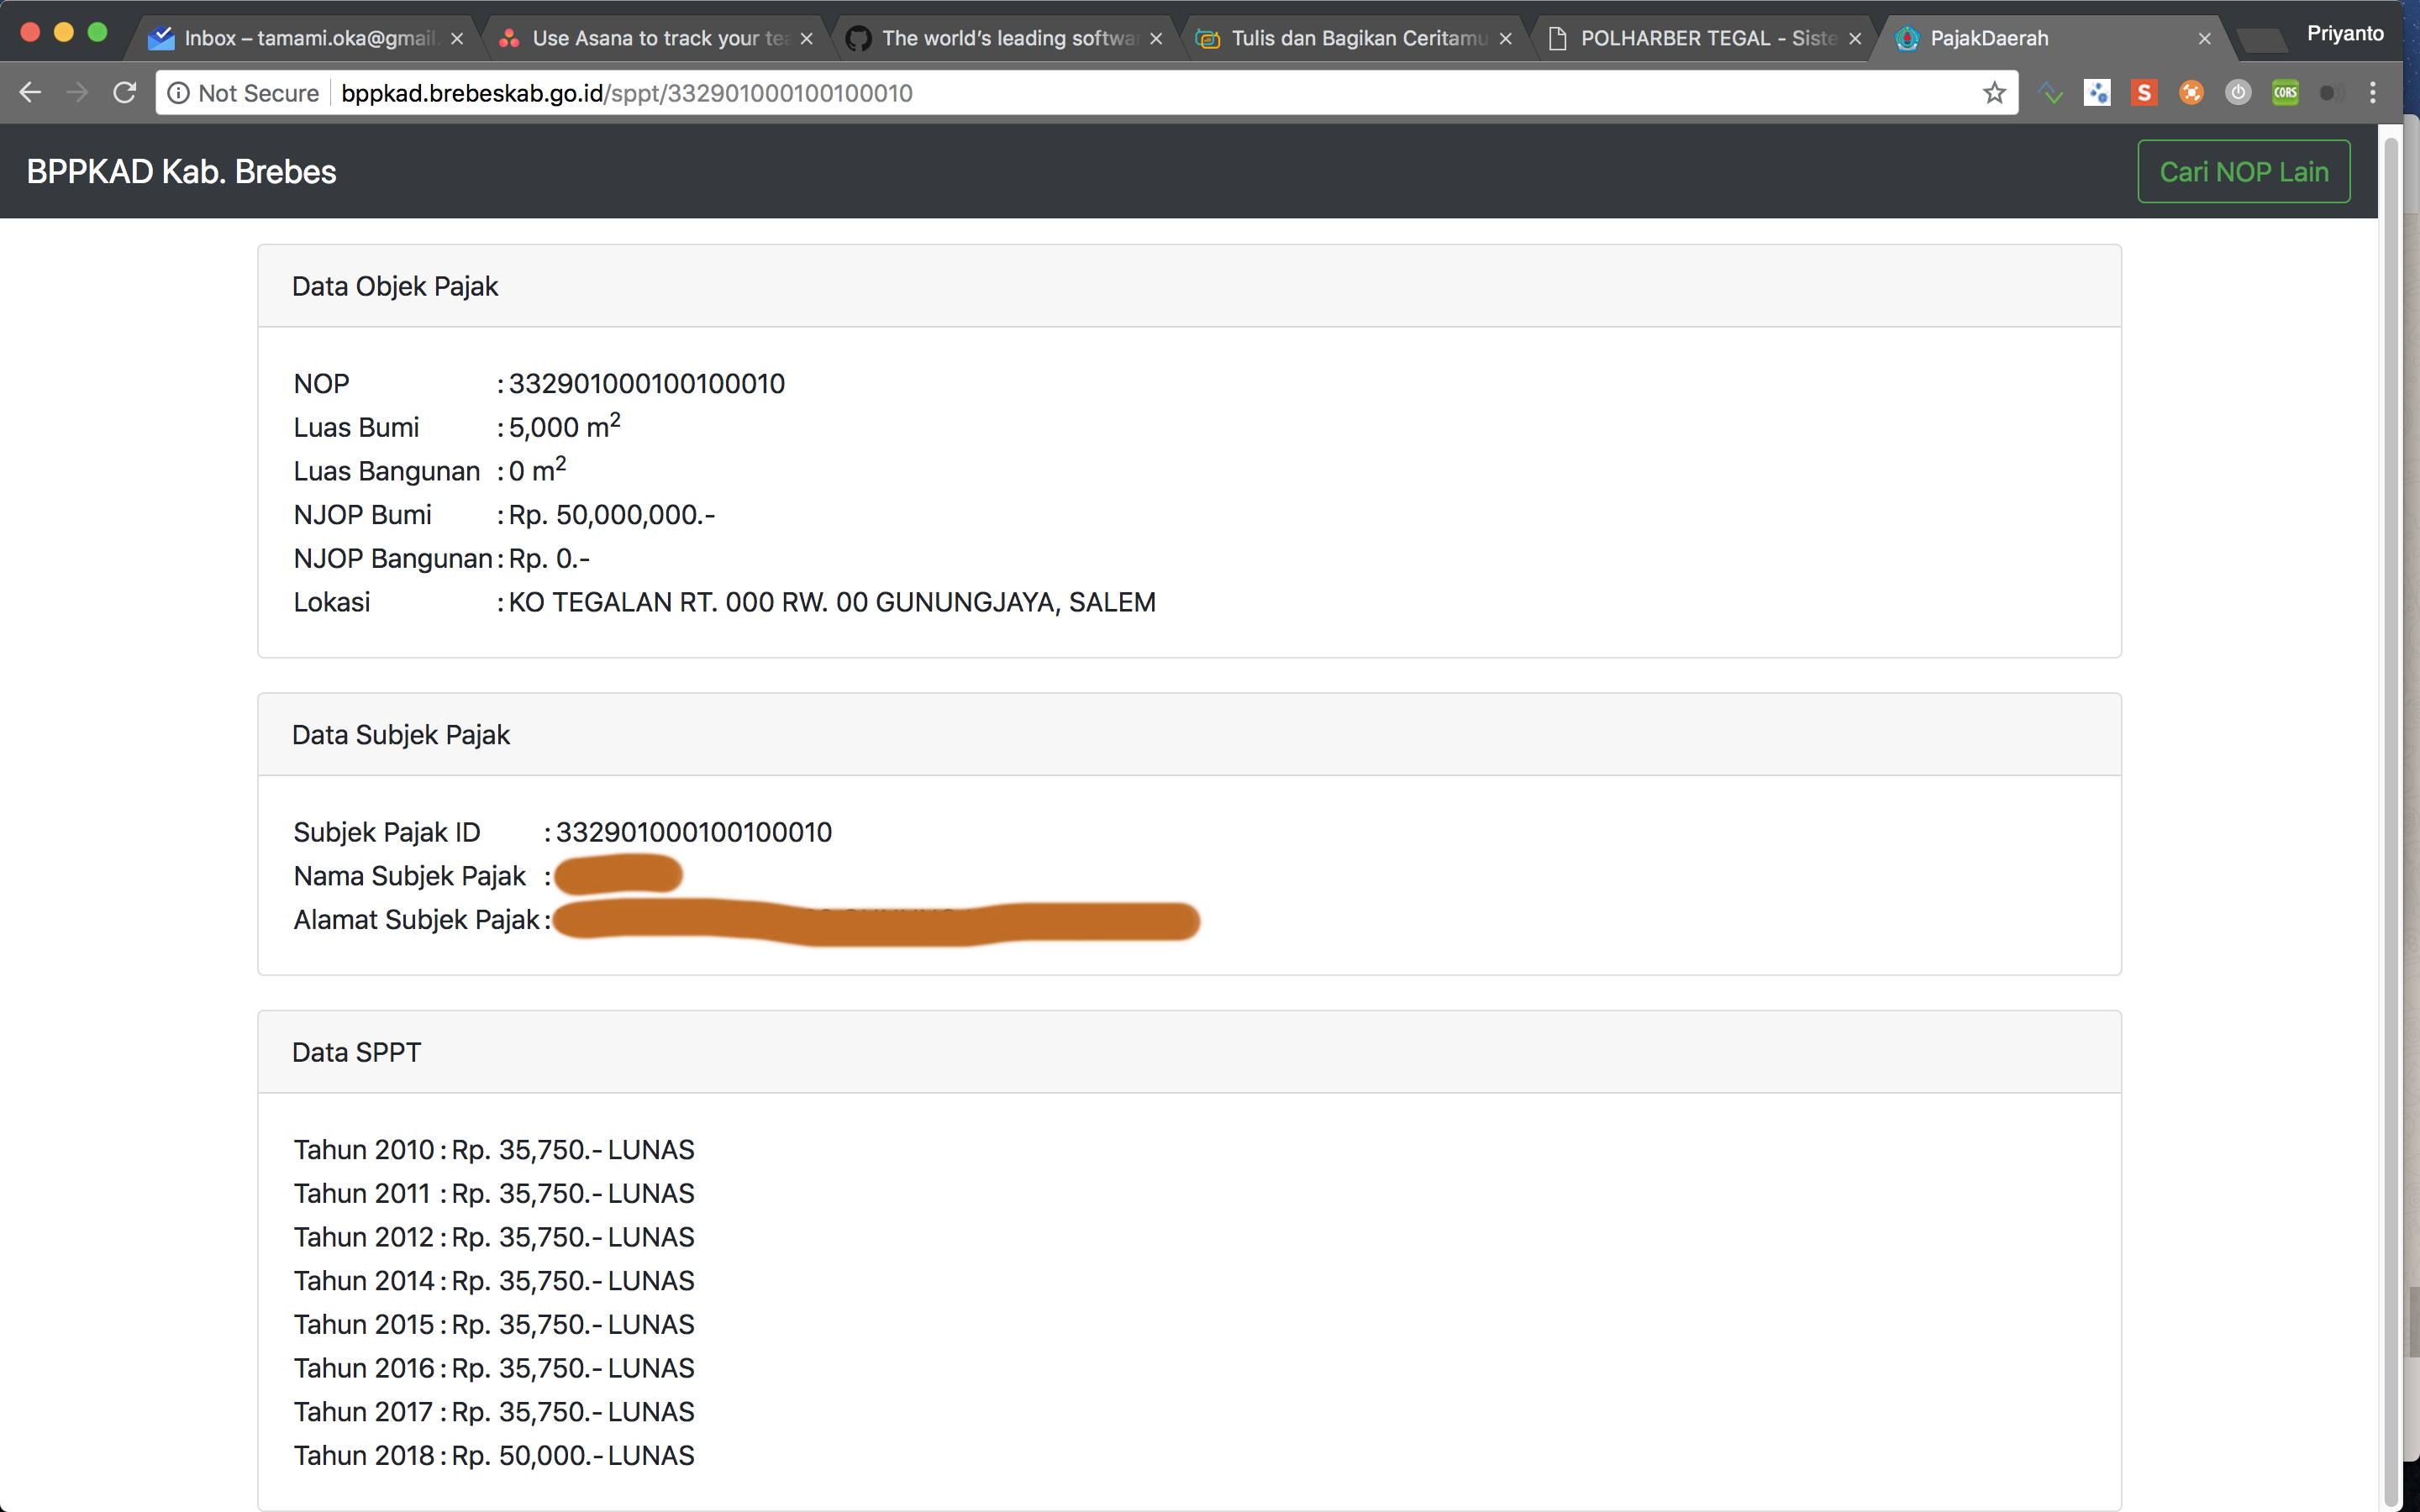 Inbox – tamami.oka@gmail.
Use Asana to track your tea
The world's leading softwar
Tulis dan Bagikan Ceritamu
POLHARBER TEGAL - Siste
PajakDaerah
Priyanto
Not Secure
bppkad.brebeskab.go.id/sppt/332901000100100010
S
CORS
BPPKAD Kab. Brebes
Cari NOP Lain
Data Objek Pajak
NOP : 332901000100100010
Luas Bumi : 5,000 m²
Luas Bangunan : 0 m²
NJOP Bumi : Rp. 50,000,000.-
NJOP Bangunan : Rp. 0.-
Lokasi : KO TEGALAN RT. 000 RW. 00 GUNUNGJAYA, SALEM
Data Subjek Pajak
Subjek Pajak ID : 332901000100100010
Nama Subjek Pajak :
Alamat Subjek Pajak :
Data SPPT
Tahun 2010 : Rp. 35,750.- LUNAS
Tahun 2011 : Rp. 35,750.- LUNAS
Tahun 2012 : Rp. 35,750.- LUNAS
Tahun 2014 : Rp. 35,750.- LUNAS
Tahun 2015 : Rp. 35,750.- LUNAS
Tahun 2016 : Rp. 35,750.- LUNAS
Tahun 2017 : Rp. 35,750.- LUNAS
Tahun 2018 : Rp. 50,000.- LUNAS